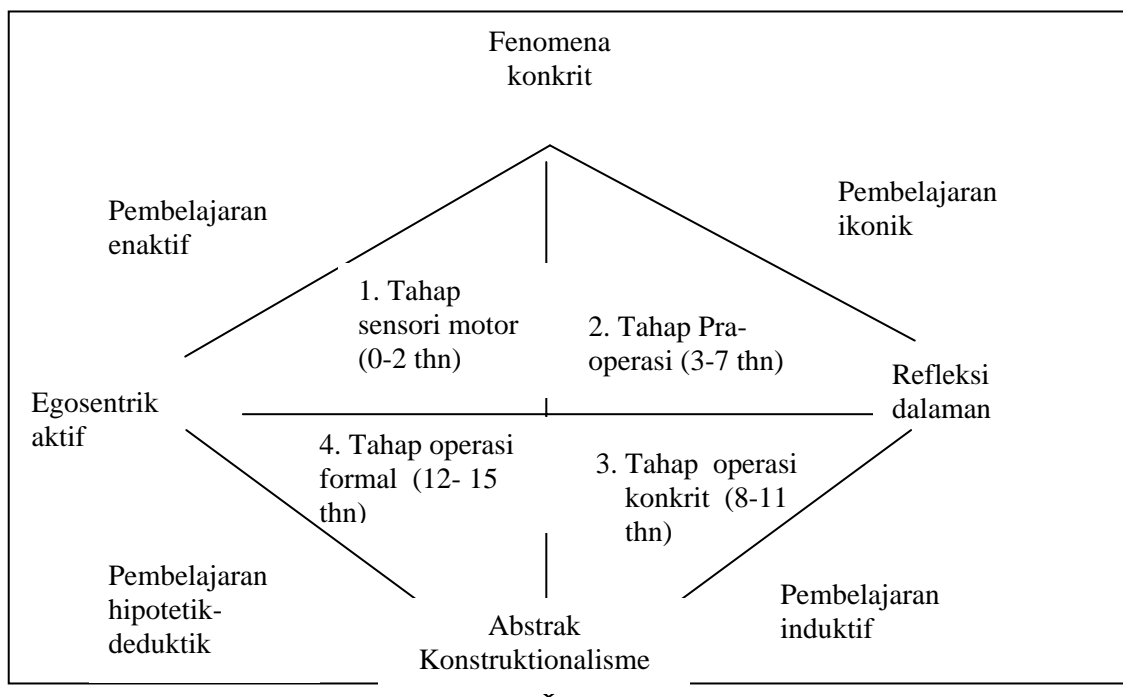 Fenomena
konkrit
Pembelajaran
enaktif
Pembelajaran
ikonik
1. Tahap
sensori motor
(0-2 thn)
2. Tahap Pra-
operasi (3-7 thn)
Egosentrik
aktif
Refleksi
dalaman
4. Tahap operasi
formal (12- 15
thn)
3. Tahap operasi
konkrit (8-11
thn)
Pembelajaran
hipotetik-
deduktik
Pembelajaran
induktif
Abstrak
Konstruktionalisme